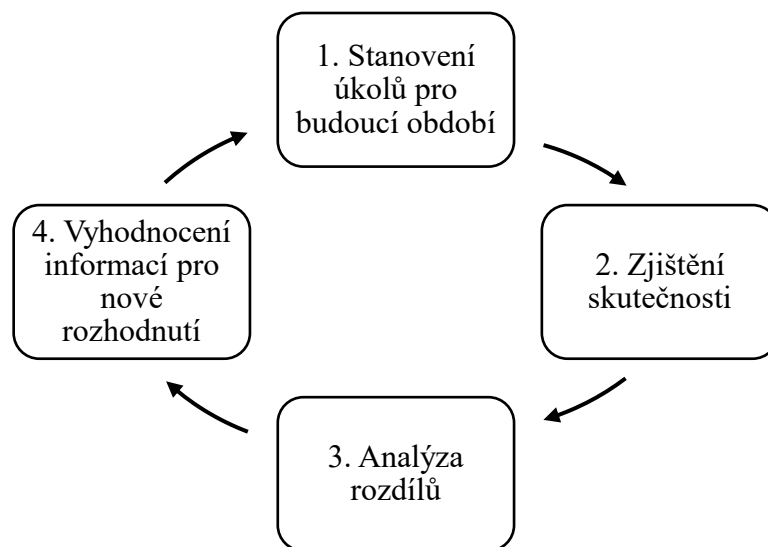 1. Stanovení
úkolů pro
budoucí období
2. Zjištění
skutečnosti
3. Analýza
rozdílů
4. Vyhodnocení
informací pro
nové
rozhodnutí